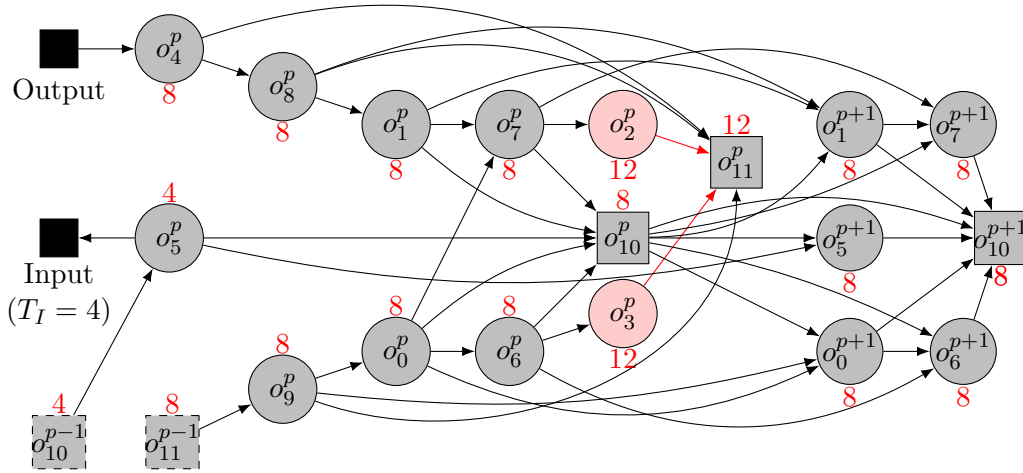 Output
o_4^p
8
o_8^p
8
o_1^p
8
o_7^p
8
o_2^p
12
12
o_11^p
o_1^{p+1}
8
o_7^{p+1}
8
Input
(T_I = 4)
4
o_5^p
8
o_10^p
o_5^{p+1}
8
o_10^{p+1}
8
8
o_9^p
8
o_0^p
8
o_6^p
o_3^p
12
o_0^{p+1}
8
o_6^{p+1}
8
4
o_10^{p−1}
8
o_11^{p−1}